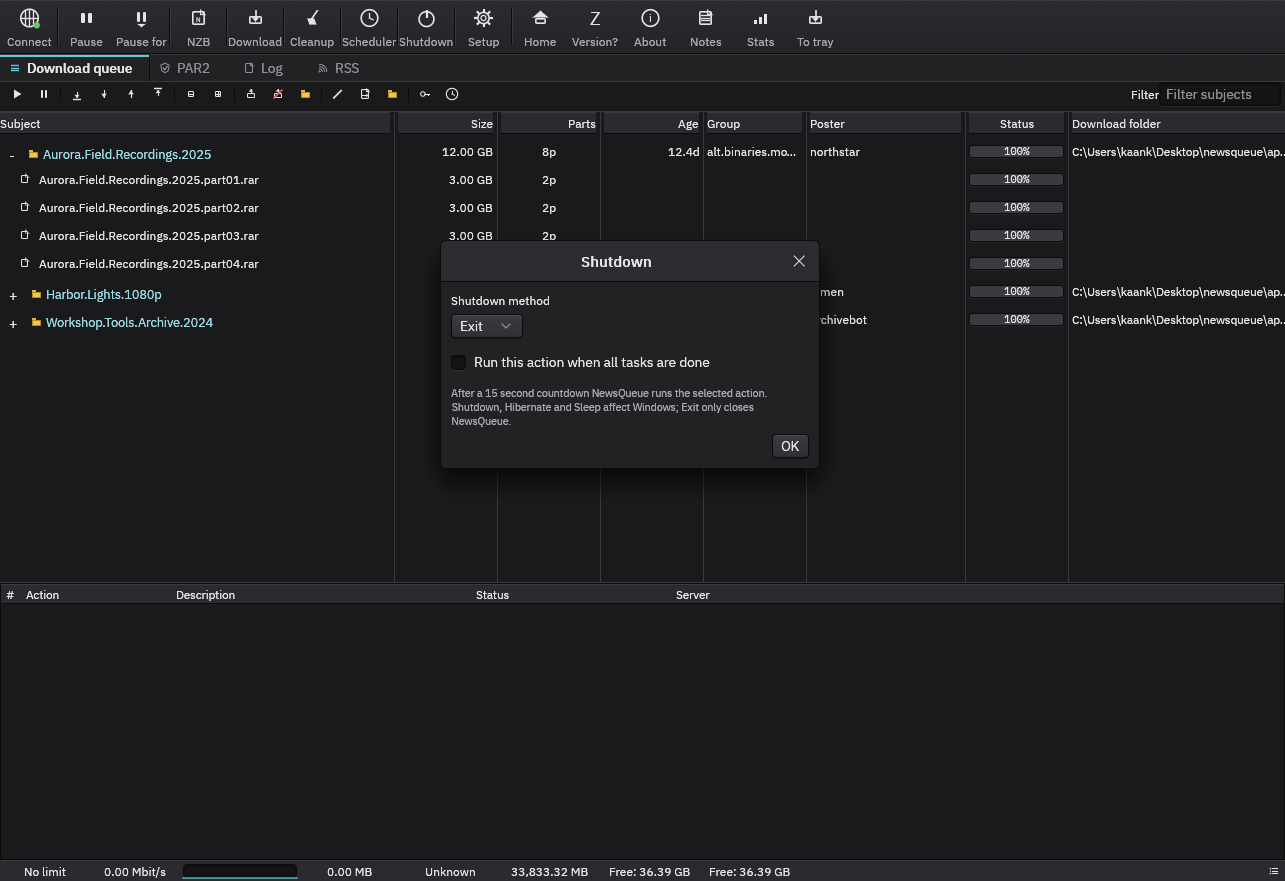 Connect Pause Pause for NZB Download Cleanup Scheduler Shutdown Setup Home Version? About Notes Stats To tray
Download queue PAR2 Log RSS
Filter Filter subjects
Subject Size Parts Age Group Poster Status Download folder
- Aurora.Field.Recordings.2025 12.00 GB 8p 12.4d alt.binaries.mo... northstar 100% C:\Users\kaank\Desktop\newsqueue\ap...
Aurora.Field.Recordings.2025.part01.rar 3.00 GB 2p 100%
Aurora.Field.Recordings.2025.part02.rar 3.00 GB 2p 100%
Aurora.Field.Recordings.2025.part03.rar 3.00 GB 2p 100%
Aurora.Field.Recordings.2025.part04.rar 100%
+ Harbor.Lights.1080p men 100% C:\Users\kaank\Desktop\newsqueue\ap...
+ Workshop.Tools.Archive.2024 chivebot 100% C:\Users\kaank\Desktop\newsqueue\ap...
Shutdown
Shutdown method
Exit
Run this action when all tasks are done
After a 15 second countdown NewsQueue runs the selected action.
Shutdown, Hibernate and Sleep affect Windows; Exit only closes
NewsQueue.
OK
# Action Description Status Server
No limit 0.00 Mbit/s 0.00 MB Unknown 33,833.32 MB Free: 36.39 GB Free: 36.39 GB